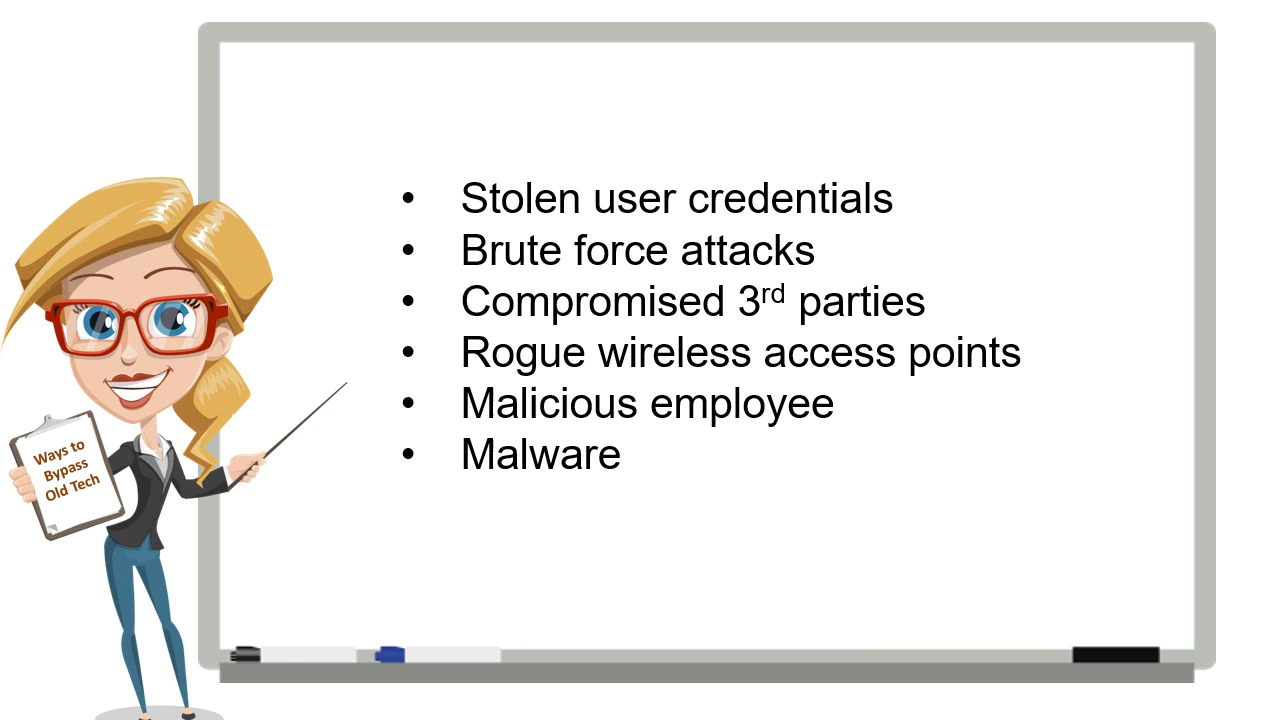 • Stolen user credentials
• Brute force attacks
• Compromised 3rd parties
• Rogue wireless access points
• Malicious employee
• Malware
Ways to
Bypass
Old Tech